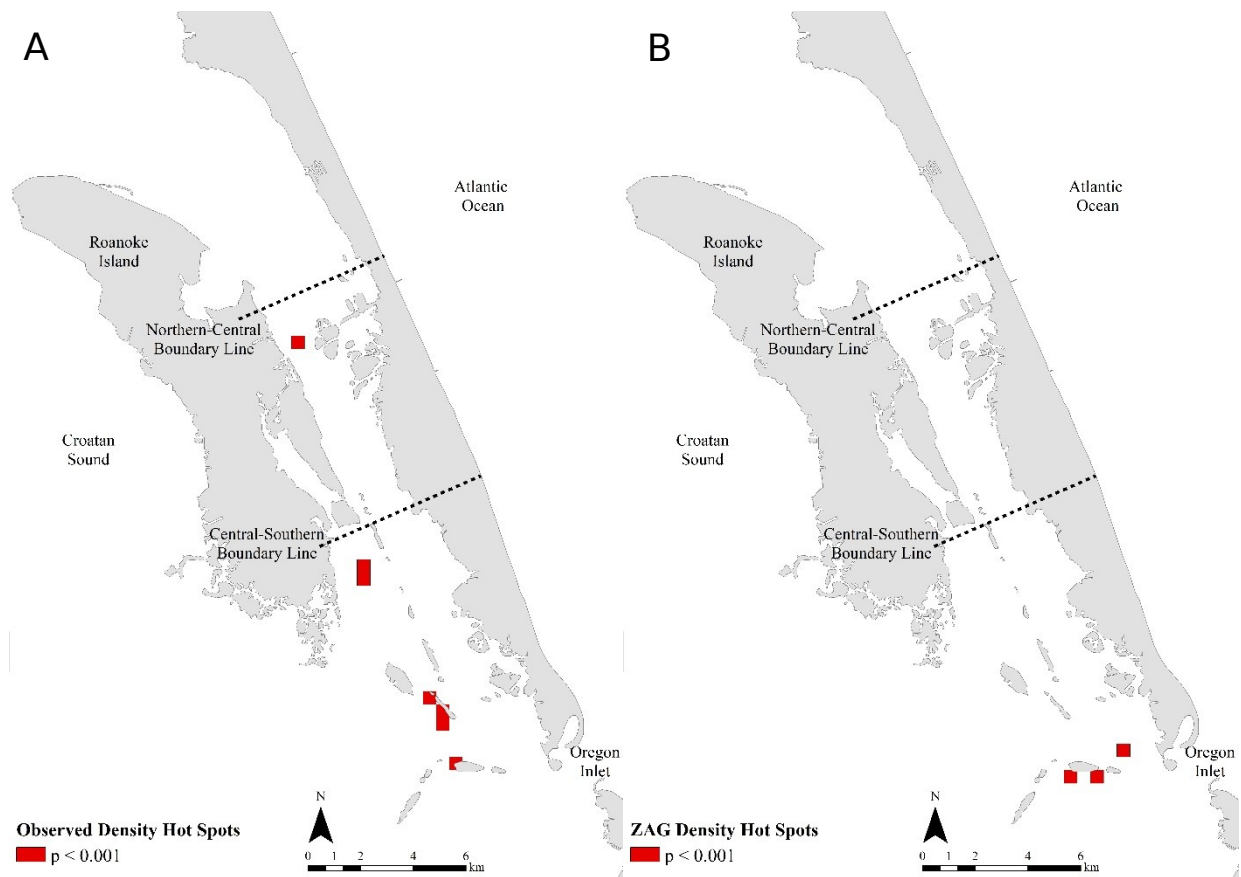 A
Atlantic
Ocean
Roanoke
Island
Northern-Central
Boundary Line
Croatan
Sound
Central-Southern
Boundary Line
Oregon
Inlet
N
Observed Density Hot Spots
p < 0.001
0 1 2 4 6
km
B
Atlantic
Ocean
Roanoke
Island
Northern-Central
Boundary Line
Croatan
Sound
Central-Southern
Boundary Line
Oregon
Inlet
N
ZAG Density Hot Spots
p < 0.001
0 1 2 4 6
km